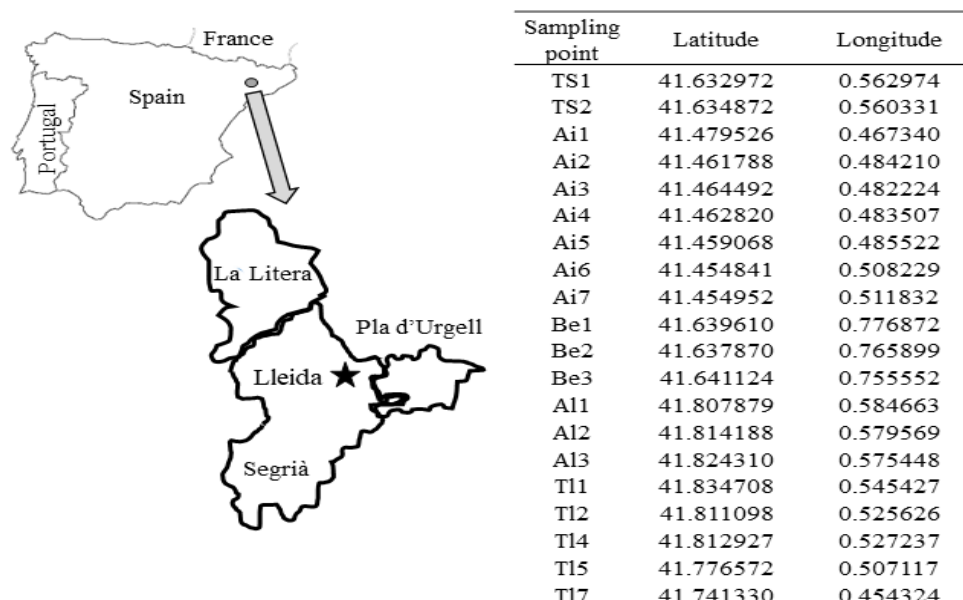 France
Spain
Portugal
La Litera
Pla d’Urgell
Lleida
Segrià
Sampling
point Latitude Longitude
TS1 41.632972 0.562974
TS2 41.634872 0.560331
Ai1 41.479526 0.467340
Ai2 41.461788 0.484210
Ai3 41.464492 0.482224
Ai4 41.462820 0.483507
Ai5 41.459068 0.485522
Ai6 41.454841 0.508229
Ai7 41.454952 0.511832
Be1 41.639610 0.776872
Be2 41.637870 0.765899
Be3 41.641124 0.755552
Al1 41.807879 0.584663
Al2 41.814188 0.579569
Al3 41.824310 0.575448
Tl1 41.834708 0.545427
Tl2 41.811098 0.525626
Tl4 41.812927 0.527237
Tl5 41.776572 0.507117
Tl7 41.741330 0.454324